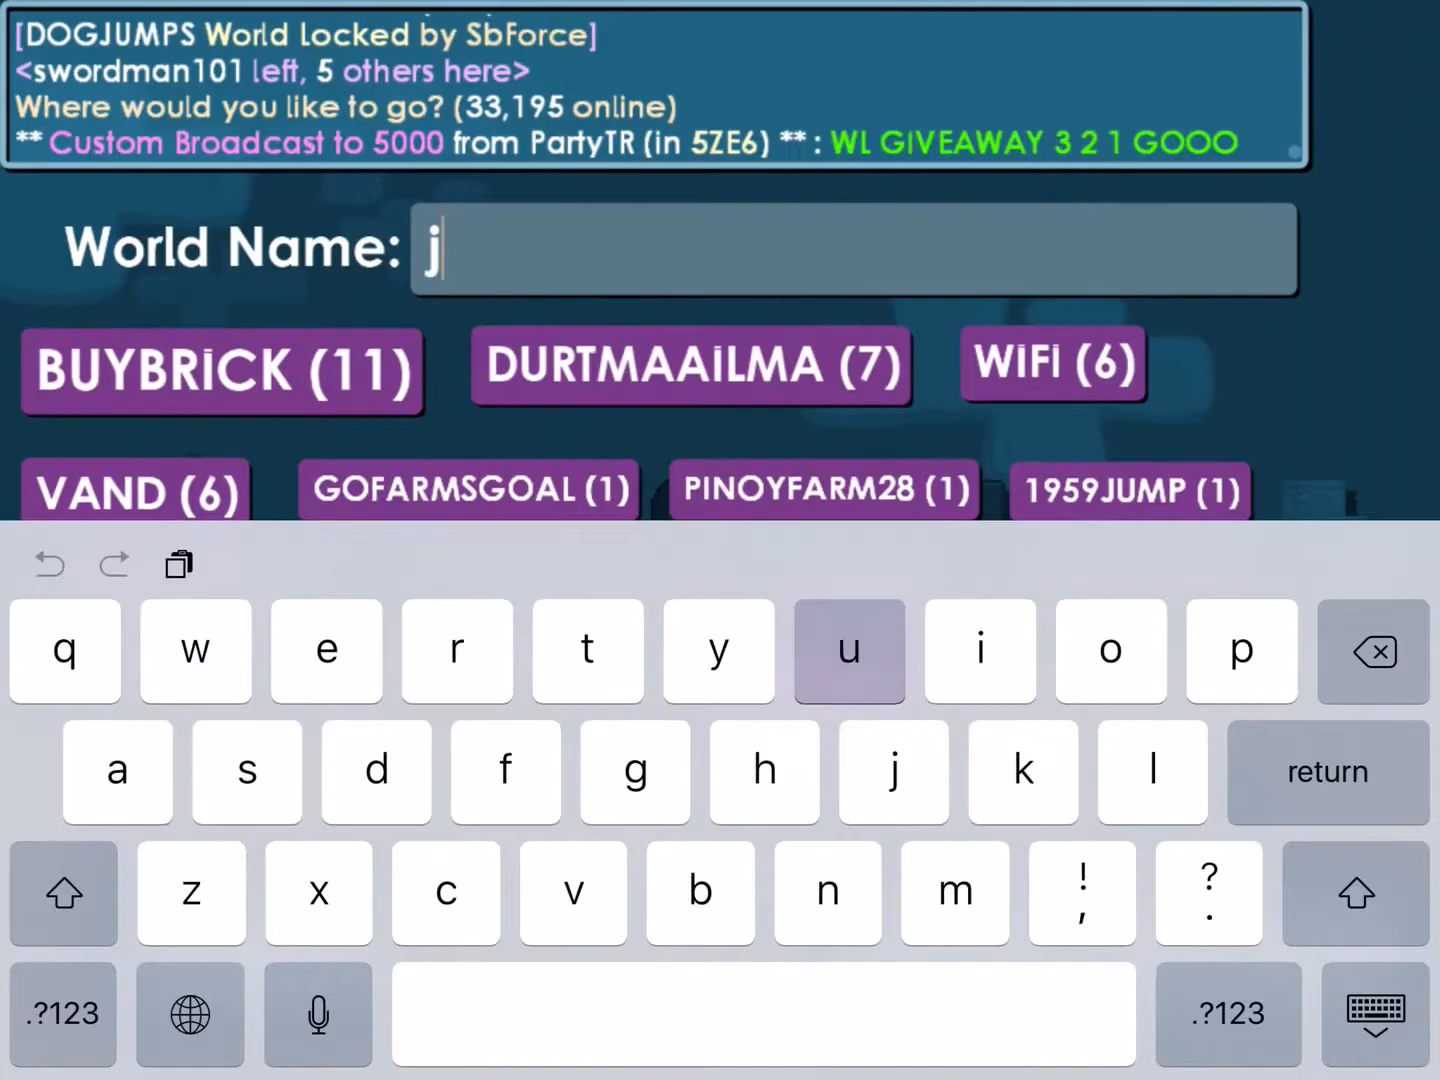 [DOGJUMPS World Locked by SbForce]
<swordman101 left, 5 others here>
Where would you like to go? (33,195 online)
** Custom Broadcast to 5000 from PartyTR (in 5ZE6) ** : WL GiVEAWAY 3 2 1 GOOO
World Name: j
BUYBRiCK (11) DURTMAAiLMA (7) WiFi (6)
VAND (6) GOFARMSGOAL (1) PiNOYFARM28 (1) 1959JUMP (1)
q w e r t y u i o p
a s d f g h j k l return
z x c v b n m ! , ? .
.?123 .?123